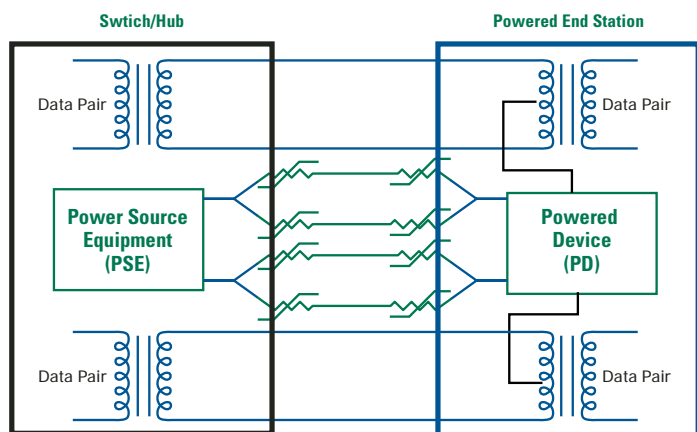 Swtich/Hub
Powered End Station
Data Pair
Data Pair
Power Source
Equipment
(PSE)
Powered
Device
(PD)
Data Pair
Data Pair